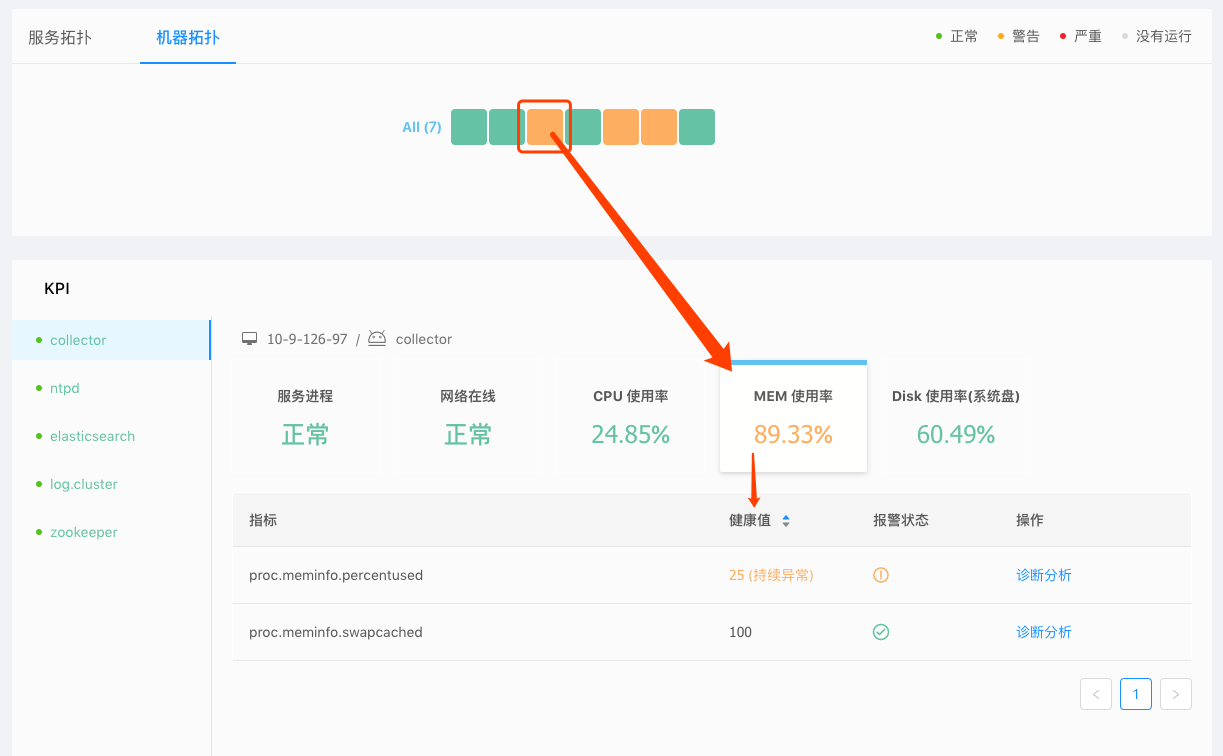 服务拓扑 机器拓扑 正常 警告 严重 没有运行
All (7)
KPI
collector
ntpd
elasticsearch
log.cluster
zookeeper
10-9-126-97 / collector
服务进程 网络在线 CPU 使用率 MEM 使用率 Disk 使用率(系统盘)
正常 正常 24.85% 89.33% 60.49%
指标 健康值 报警状态 操作
proc.meminfo.percentused 25 (持续异常) 诊断分析
proc.meminfo.swapcached 100 诊断分析
< 1 >